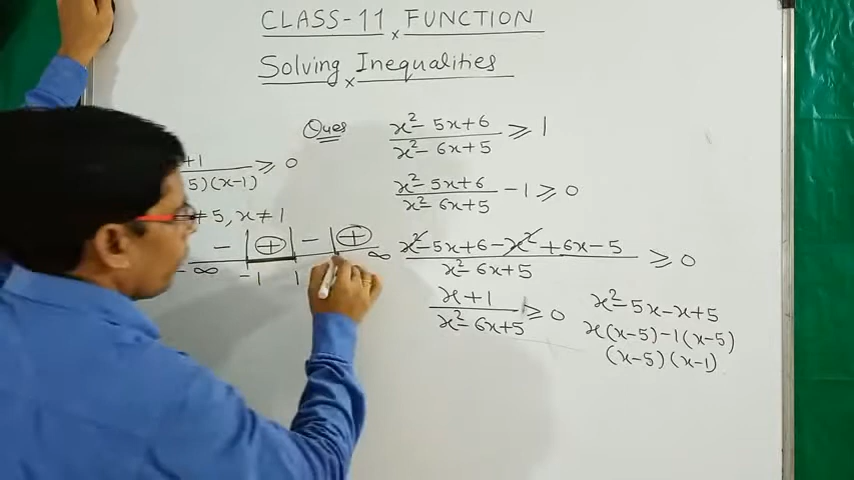 CLASS-11 x FUNCTION
Solving x Inequalities
Ques
x²-5x+6 / x²-6x+5 ≥ 1
x²-5x+6 / x²-6x+5 -1 ≥ 0
x²-5x+6-x²+6x-5 / x²-6x+5 ≥ 0
x+1 / x²-6x+5 ≥ 0
x²-5x-x+5
x(x-5)-1(x-5)
(x-5)(x-1)
+1 / 5)(x-1) ≥ 0
≠5, x≠1
- + - +
-∞ -1 1 ∞